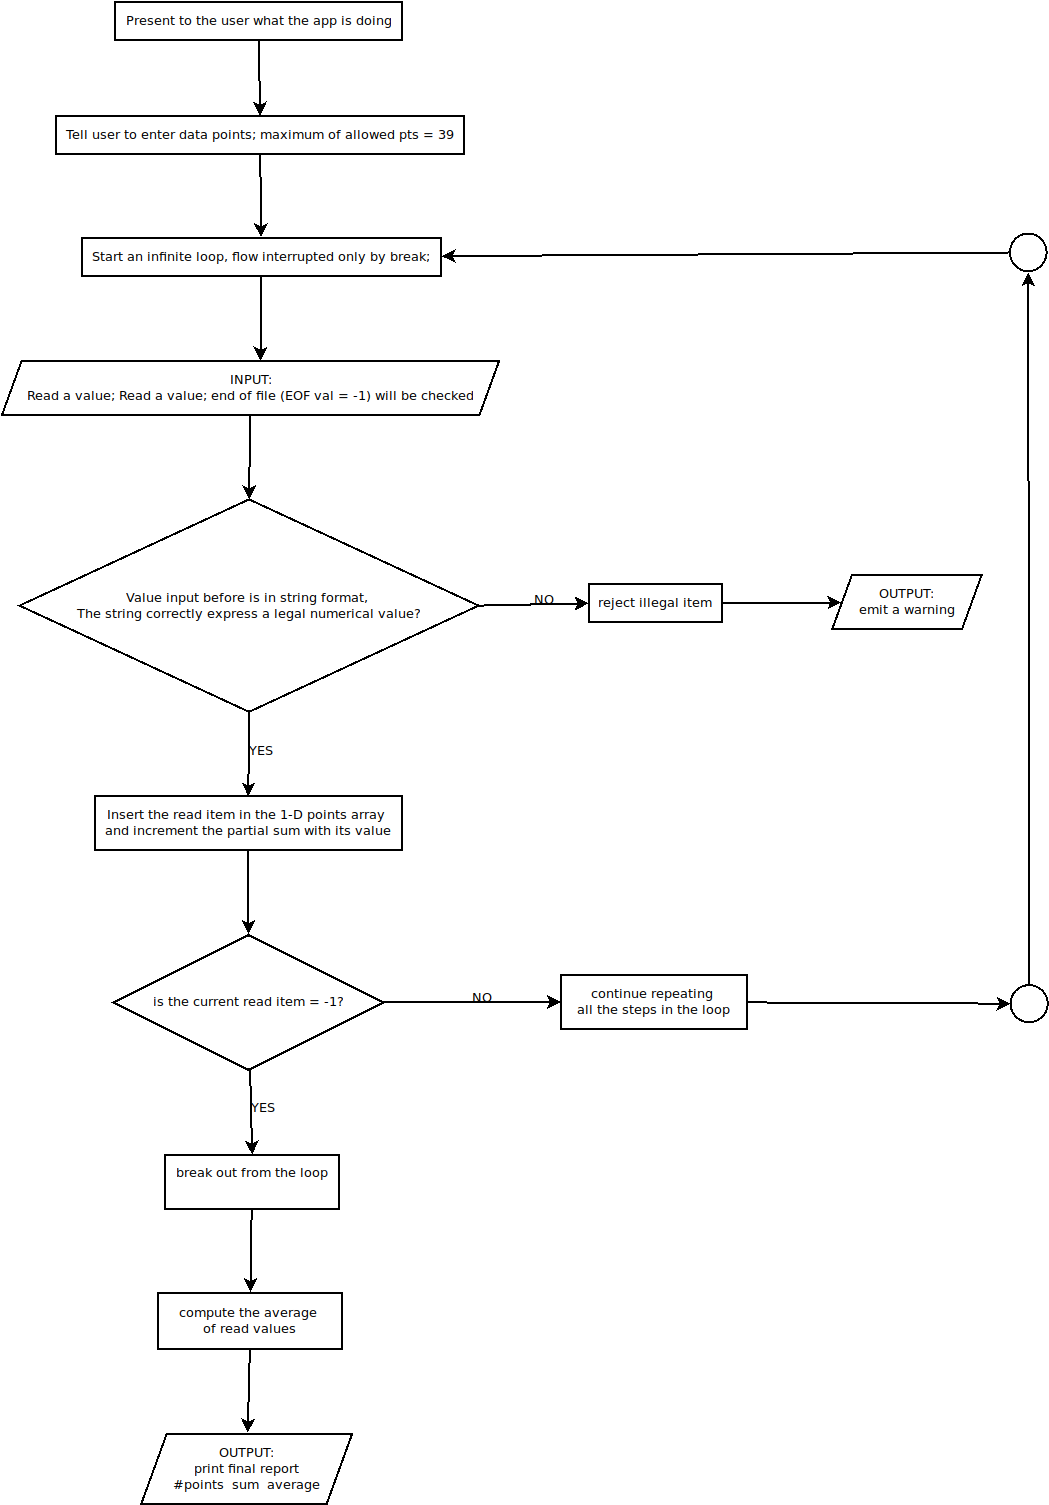 Present to the user what the app is doing
Tell user to enter data points; maximum of allowed pts = 39
Start an infinite loop, flow interrupted only by break;
INPUT:
Read a value; Read a value; end of file (EOF val = -1) will be checked
Value input before is in string format,
The string correctly express a legal numerical value?
NO
reject illegal item
OUTPUT:
emit a warning
YES
Insert the read item in the 1-D points array
and increment the partial sum with its value
is the current read item = -1?
NO
continue repeating
all the steps in the loop
YES
break out from the loop
compute the average
of read values
OUTPUT:
print final report
#points sum average